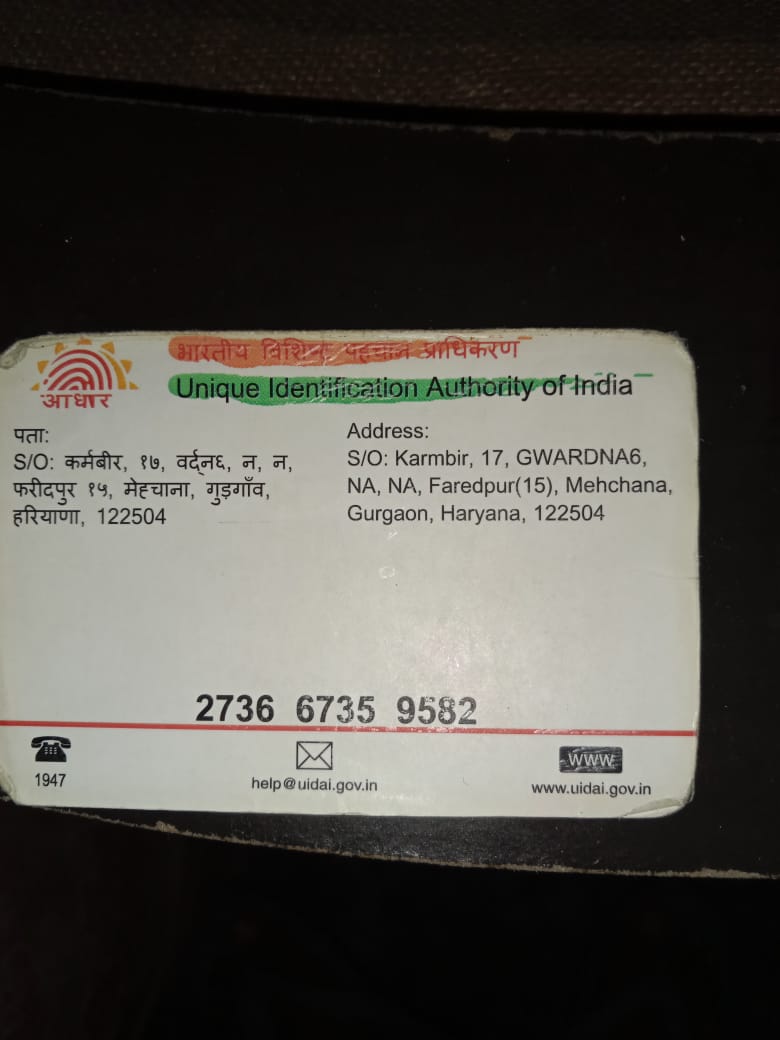 भारतीय विशिष्ट पहचान प्राधिकरण
आधार
Unique Identification Authority of India
पता:
S/O: कर्मबीर, १७, वर्द्न६, न, न,
फरीदपुर १५, मेह्चाना, गुड़गाँव,
हरियाणा, 122504
Address:
S/O: Karmbir, 17, GWARDNA6,
NA, NA, Faredpur(15), Mehchana,
Gurgaon, Haryana, 122504
2736 6735 9582
1947
help@uidai.gov.in
www
www.uidai.gov.in